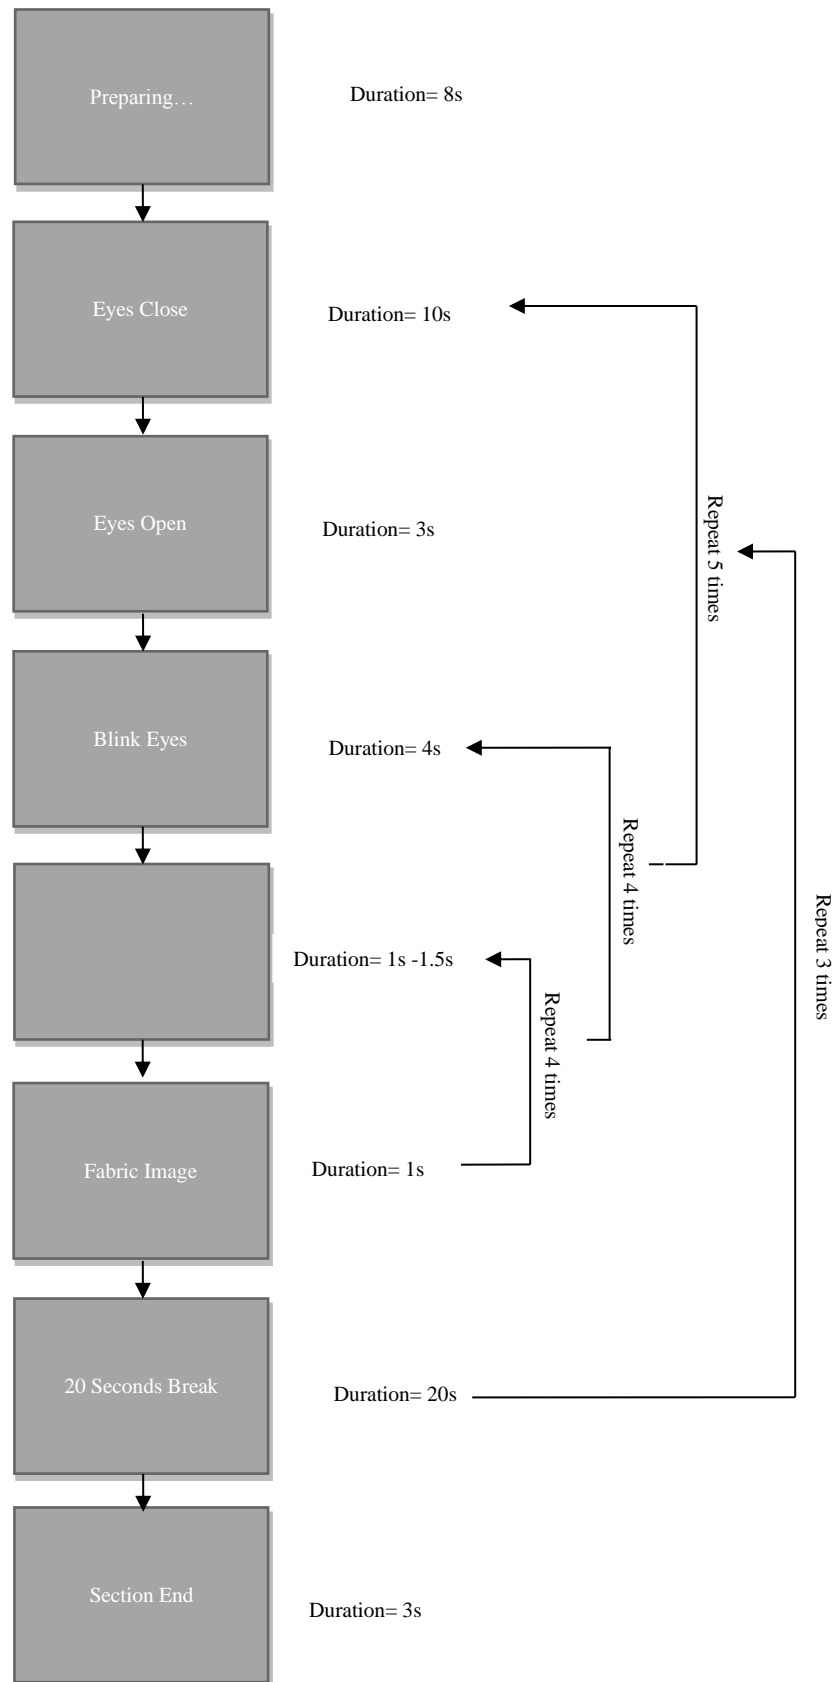 Preparing…
Duration= 8s
Eyes Close
Duration= 10s
Eyes Open
Duration= 3s
Repeat 5 times
Blink Eyes
Duration= 4s
Repeat 4 times
Repeat 3 times
Duration= 1s -1.5s
Repeat 4 times
Fabric Image
Duration= 1s
20 Seconds Break
Duration= 20s
Section End
Duration= 3s